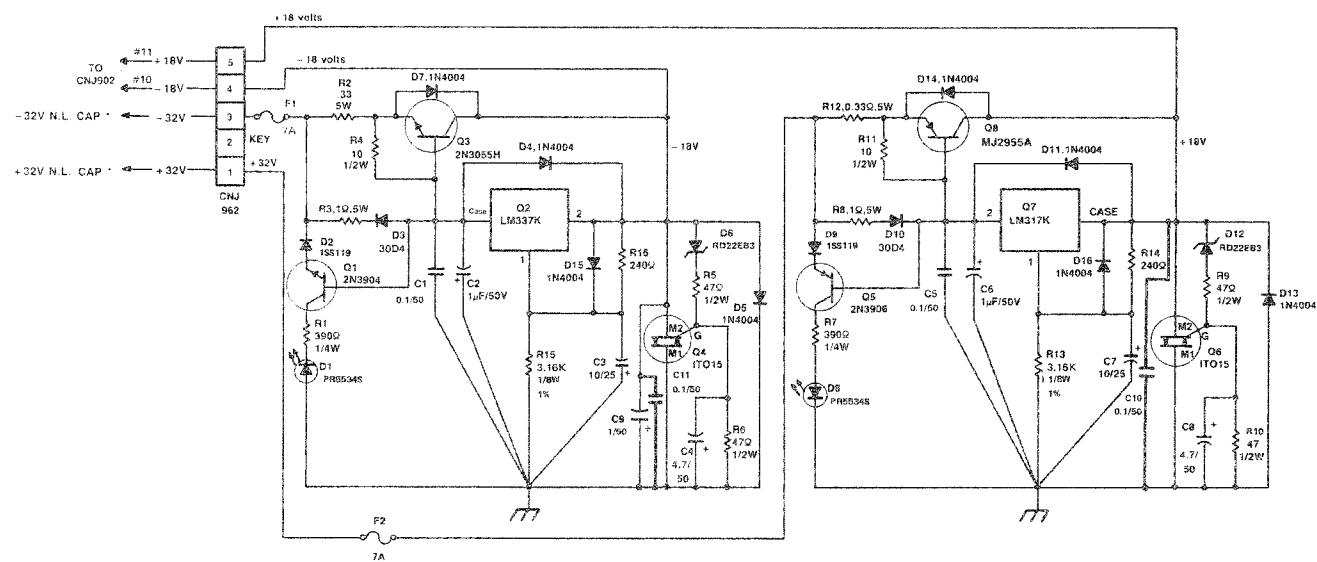 +18 volts
#11
+18V
5
TO
CNJ902
#10
-18V
4
-18 volts
-32V N.L. CAP
-32V
3
F1
7A
2
KEY
+32V N.L. CAP
+32V
1
+32V
CNJ
962
R2
.33
5W
D7,1N4004
R4
10
1/2W
Q3
2N3055H
D4,1N4004
-18V
R3,1Ω,5W
D3
30D4
Case
Q2
LM337K
2
1
D2
1SS119
Q1
2N3904
R1
390Ω
1/4W
D1
PR5534S
C1
0.1/50
C2
1µF/50V
+
D15
1N4004
R16
240Ω
D6
RD22EB3
R5
47Ω
1/2W
D5
1N4004
M2
G
M1
Q4
ITO15
R15
3.16K
1/8W
1%
C3
10/25
+
C11
0.1/50
C9
1/50
+
C4
4.7/
50
+
R6
47Ω
1/2W
F2
7A
D14,1N4004
R12,0.33Ω,5W
R11
10
1/2W
Q8
MJ2955A
D11,1N4004
+18V
R8,1Ω,5W
D10
30D4
2
Q7
LM317K
CASE
1
D9
1SS119
Q5
2N3906
R7
390Ω
1/4W
D8
PR5534S
C5
0.1/50
+
C6
1µF/50V
D16
1N4004
R14
240Ω
D12
RD22EB3
R9
47Ω
1/2W
D13
1N4004
M2
G
M1
Q6
ITO15
R13
3.16K
1/8W
1%
C7
10/25
+
C10
0.1/50
C8
4.7/
50
+
R10
47
1/2W